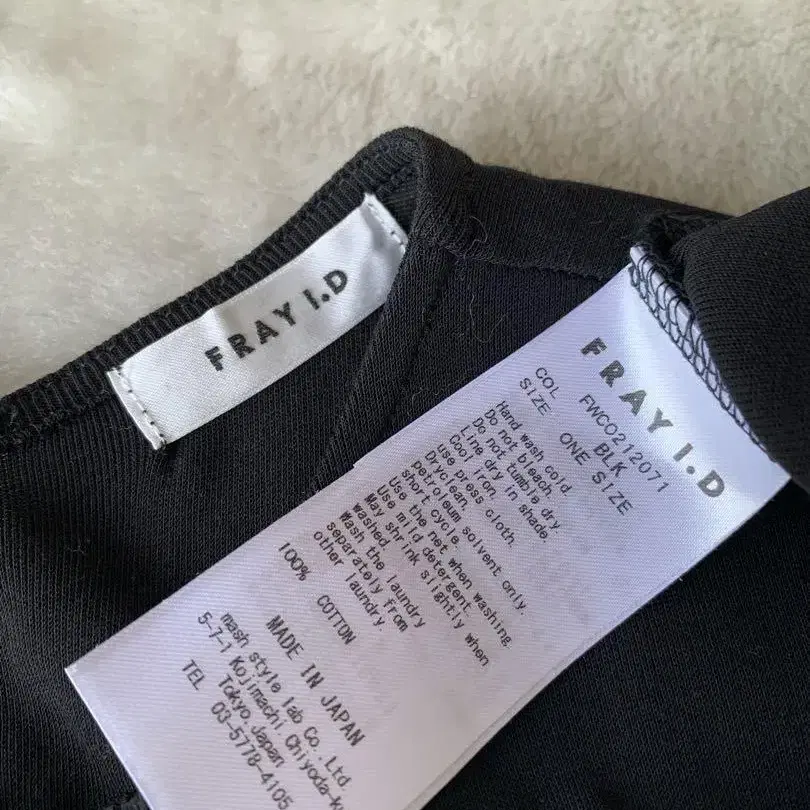 FRAY I.D
FRAY I.D
FWCO212071
COL BLK
SIZE ONE SIZE
Hand wash cold.
Do not bleach.
Do not tumble dry.
Line dry in shade.
Cool iron.
use press cloth.
Dryclean,
petroleum solvent only.
short cycle.
Use the net when washing.
Use mild detergent.
May shrink slightly when
washed.
Wash the laundry
separately from
other laundry.
100% COTTON
MADE IN JAPAN
mash style lab Co.,Ltd.
5-7-1 Kojimachi Chiyoda-k
Tokyo,Japan
TEL 03-5778-4105